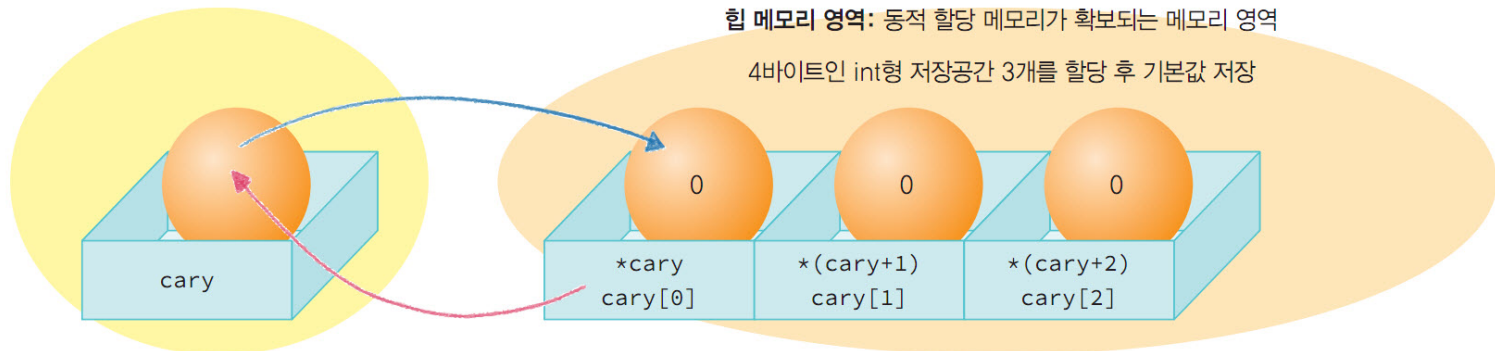 힙 메모리 영역: 동적 할당 메모리가 확보되는 메모리 영역
4바이트인 int형 저장공간 3개를 할당 후 기본값 저장
0 0 0
cary
*cary *(cary+1) *(cary+2)
cary[0] cary[1] cary[2]